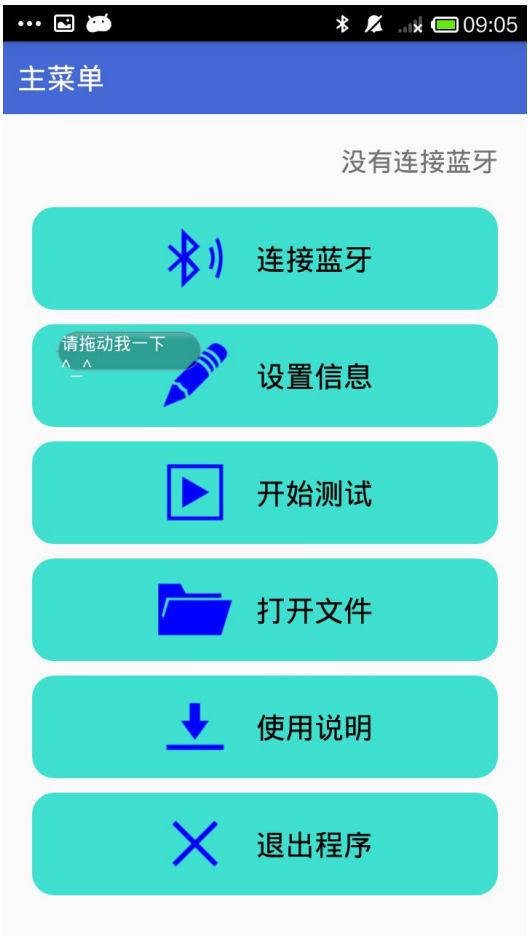 09:05
主菜单
没有连接蓝牙
连接蓝牙
请拖动我一下
^_^
设置信息
开始测试
打开文件
使用说明
退出程序